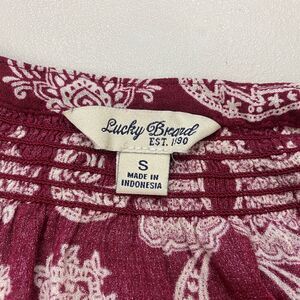 Lucky Brand
EST. 1990
S
MADE IN
INDONESIA